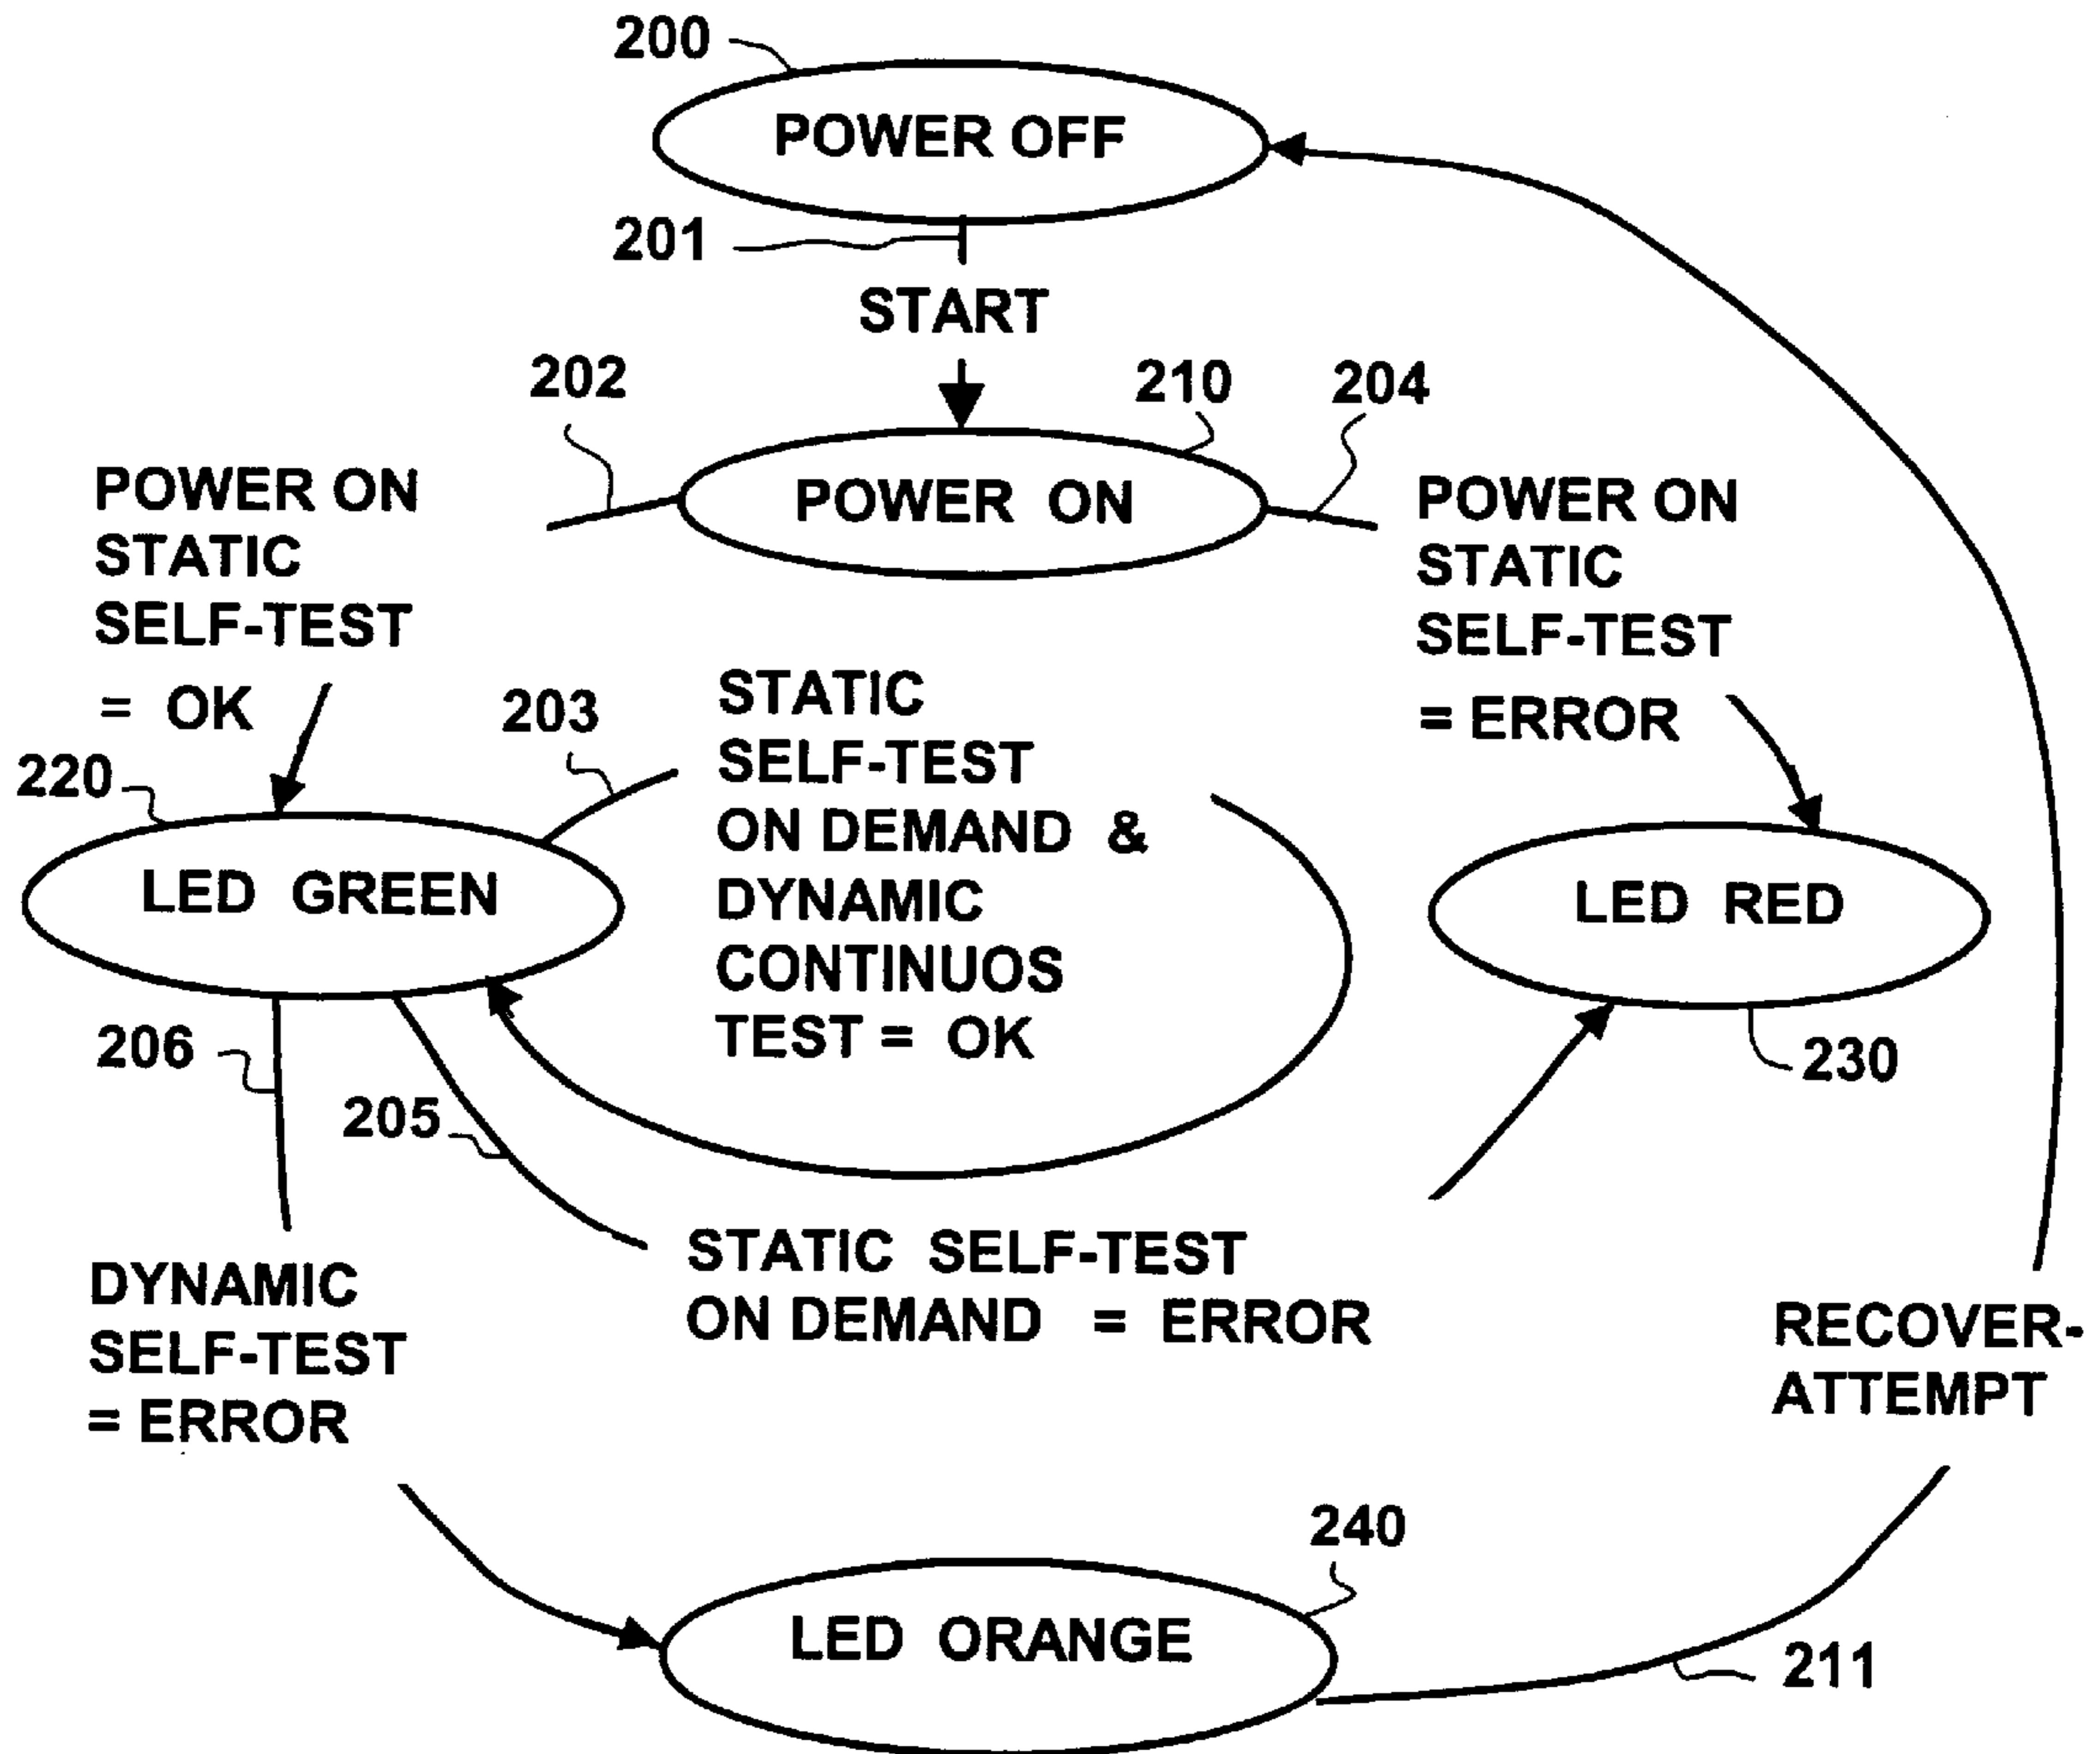 200
POWER OFF
201
START
202
210
204
POWER ON
POWER ON
STATIC
SELF-TEST
= OK
POWER ON
STATIC
SELF-TEST
= ERROR
203
STATIC
SELF-TEST
ON DEMAND &
DYNAMIC
CONTINUOS
TEST = OK
220
LED GREEN
LED RED
230
206
205
STATIC SELF-TEST
ON DEMAND = ERROR
DYNAMIC
SELF-TEST
= ERROR
RECOVER-
ATTEMPT
240
LED ORANGE
211